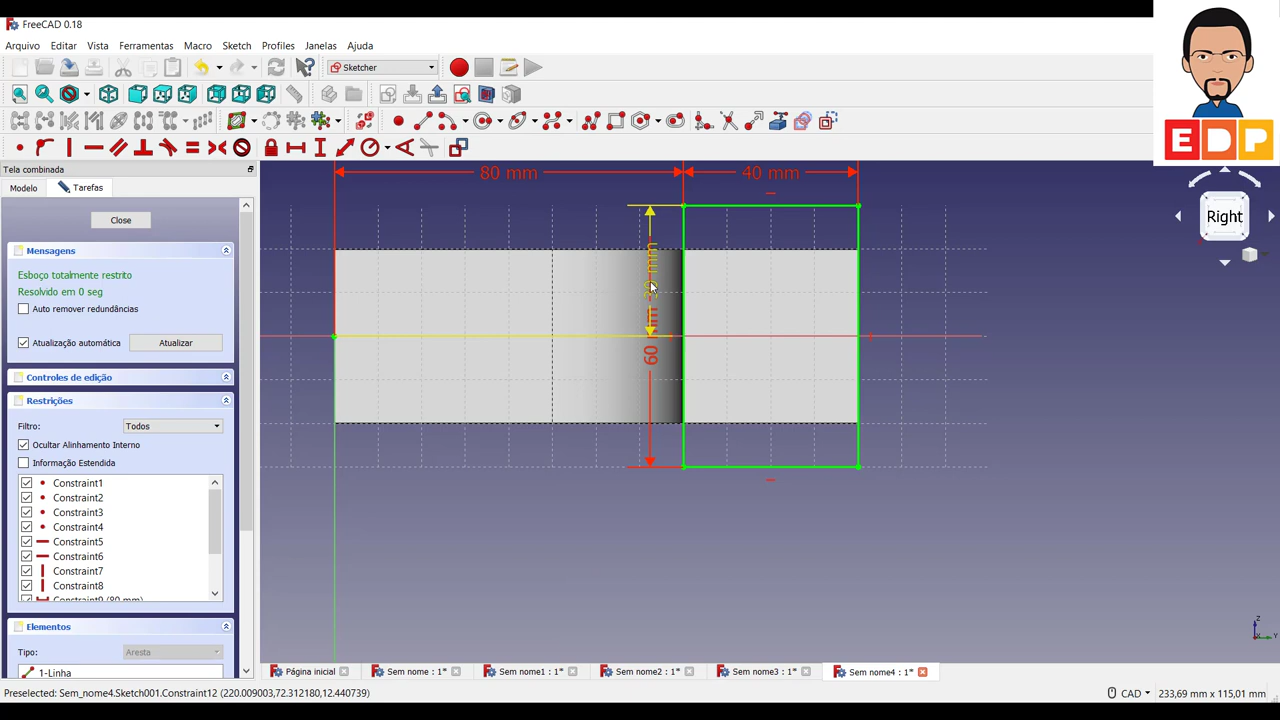 FreeCAD 0.18
Arquivo Editar Vista Ferramentas Macro Sketch Profiles Janelas Ajuda
Sketcher
EDP
Tela combinada
Modelo Tarefas
Close
Mensagens
Esboço totalmente restrito
Resolvido em 0 seg
Auto remover redundâncias
Atualização automática Atualizar
Controles de edição
Restrições
Filtro: Todos
Ocultar Alinhamento Interno
Informação Estendida
Constraint1
Constraint2
Constraint3
Constraint4
Constraint5
Constraint6
Constraint7
Constraint8
Constraint9 (80 mm)
Elementos
Tipo: Aresta
1-Linha
80 mm 40 mm
mm
60 mm
Right
Z
Y
Página inicial Sem nome : 1* Sem nome1 : 1* Sem nome2 : 1* Sem nome3 : 1* Sem nome4 : 1*
Preselected: Sem_nome4.Sketch001.Constraint12 (220.009003,72.312180,12.440739) CAD 233,69 mm x 115,01 mm